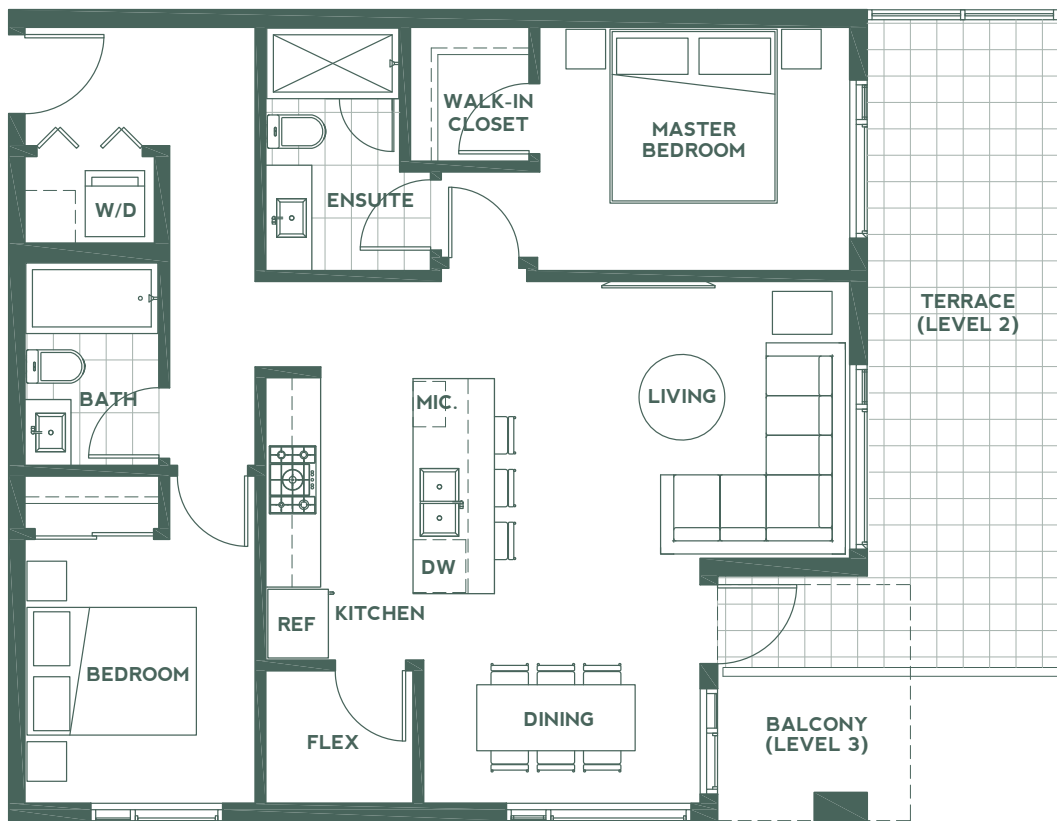 WALK-IN
CLOSET
MASTER
BEDROOM
W/D
ENSUITE
TERRACE
(LEVEL 2)
BATH
MIC.
LIVING
DW
REF
KITCHEN
BEDROOM
FLEX
DINING
BALCONY
(LEVEL 3)